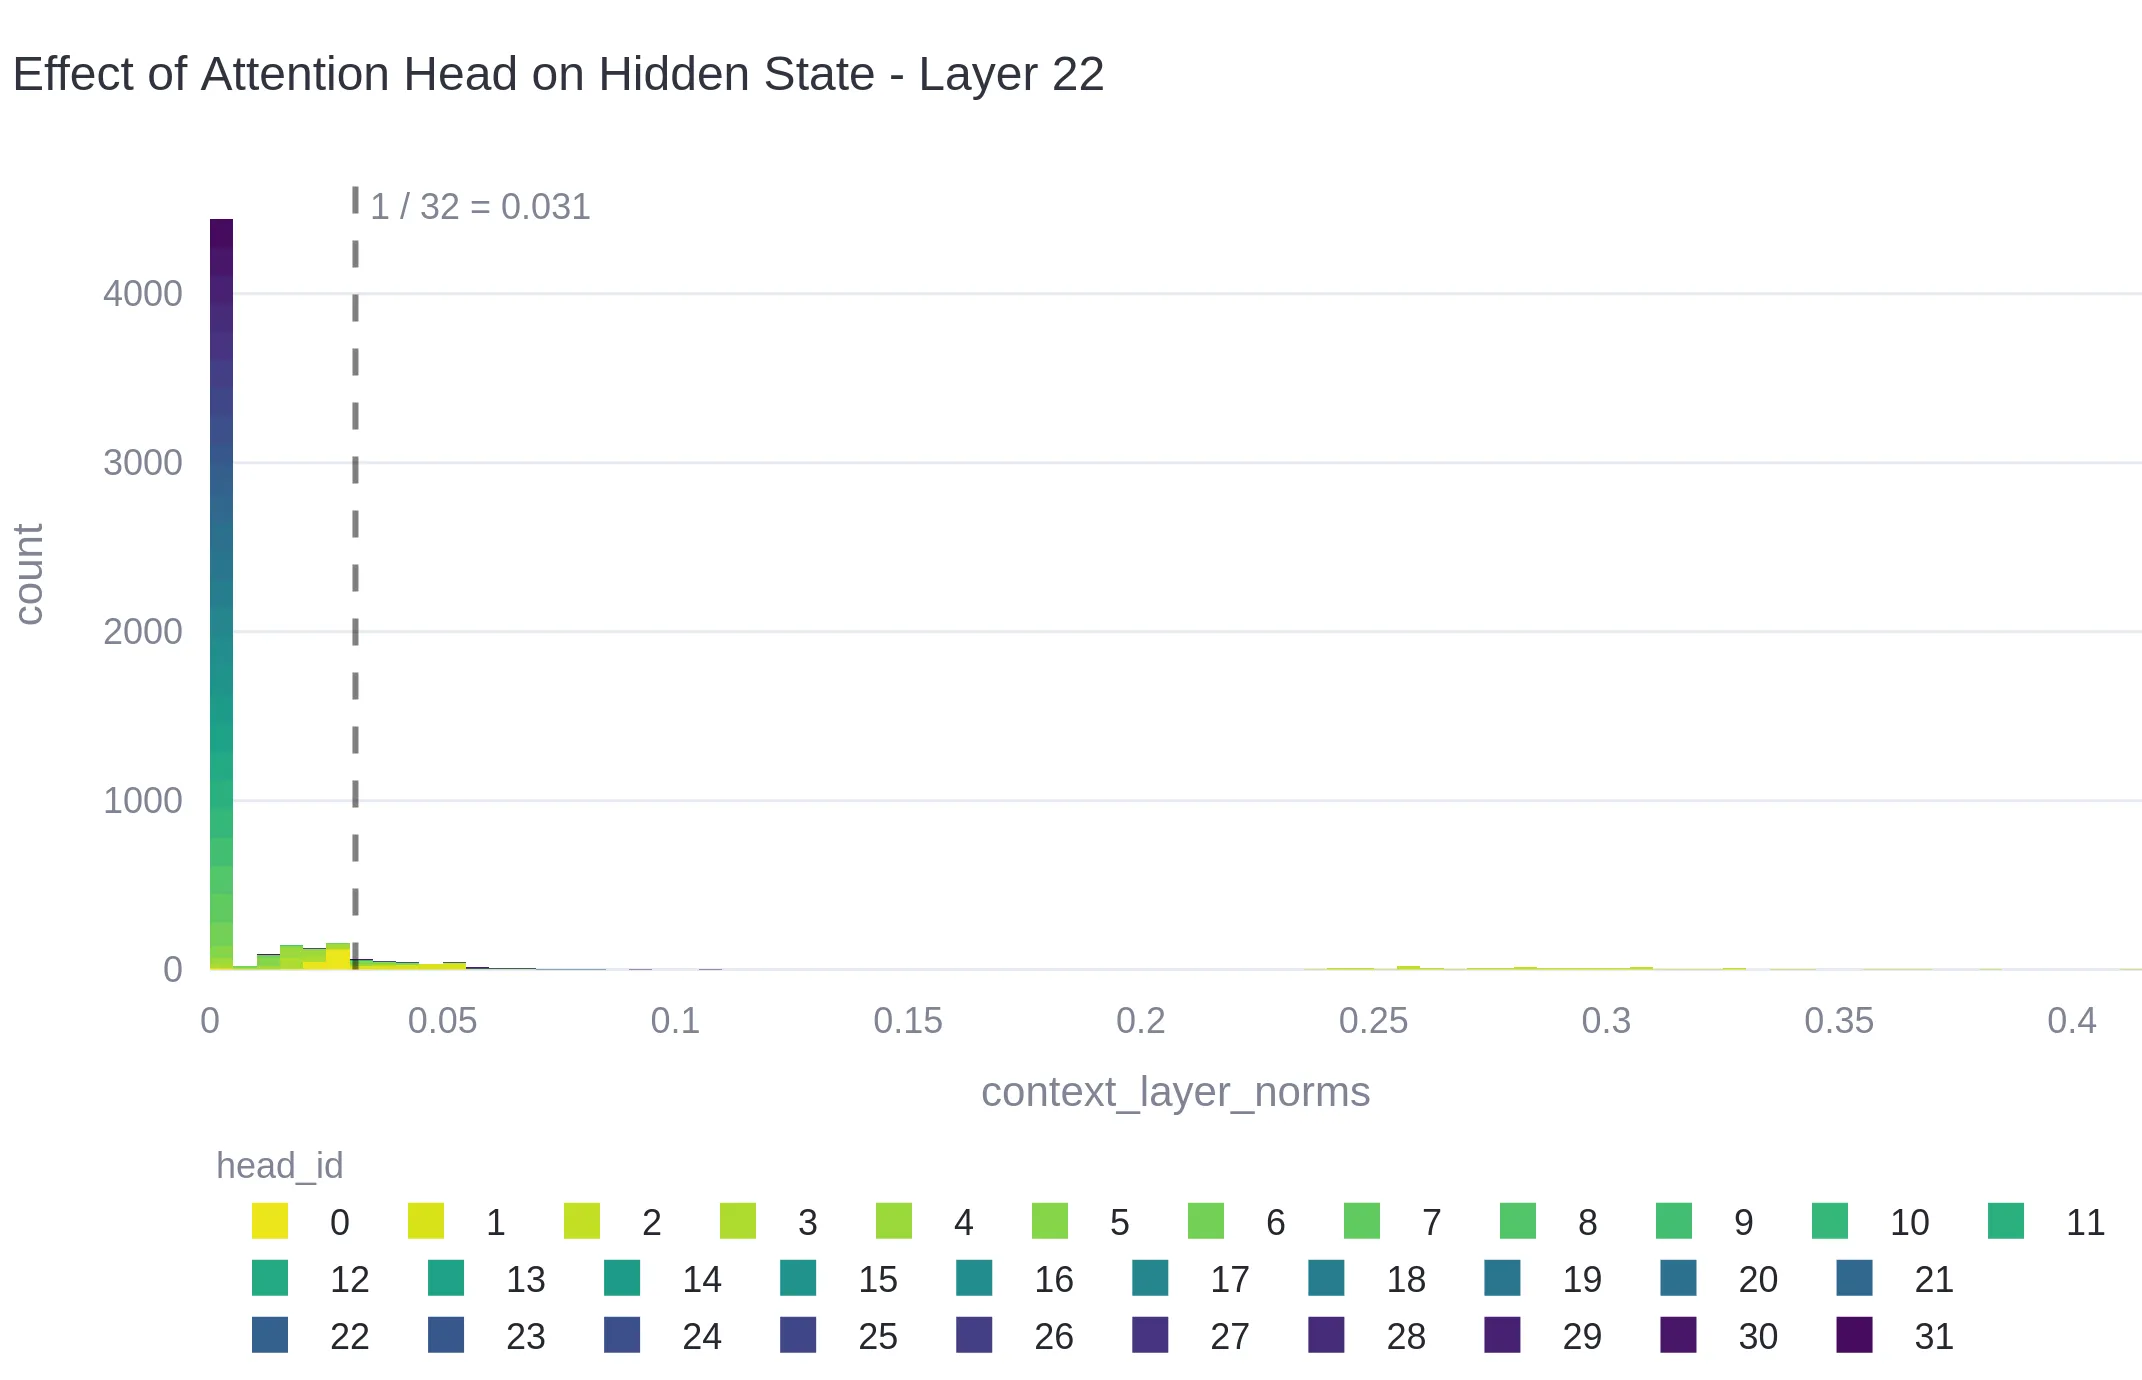 Effect of Attention Head on Hidden State - Layer 22
1 / 32 = 0.031
4000
3000
2000
1000
0
count
0 0.05 0.1 0.15 0.2 0.25 0.3 0.35 0.4
context_layer_norms
head_id
0 1 2 3 4 5 6 7 8 9 10 11
12 13 14 15 16 17 18 19 20 21
22 23 24 25 26 27 28 29 30 31